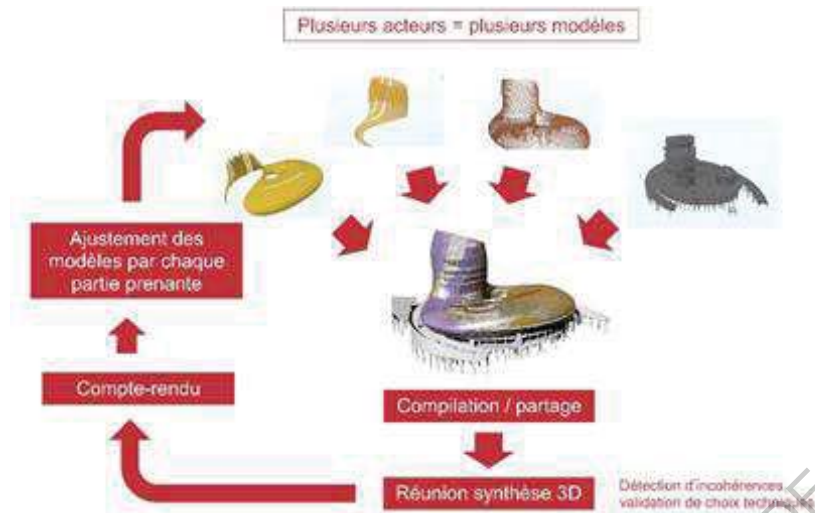 Plusieurs acteurs = plusieurs modèles
Ajustement des
modèles par chaque
partie prenante
Compte-rendu
Compilation / partage
Réunion synthèse 3D
Détection d'incohérences,
validation de choix techniques